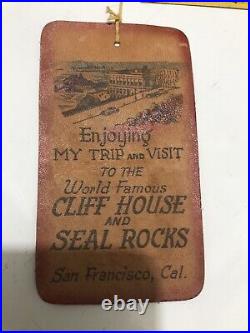 Enjoying
MY TRIP AND VISIT
TO THE
World Famous
CLIFF HOUSE
AND
SEAL ROCKS
San Francisco, Cal.